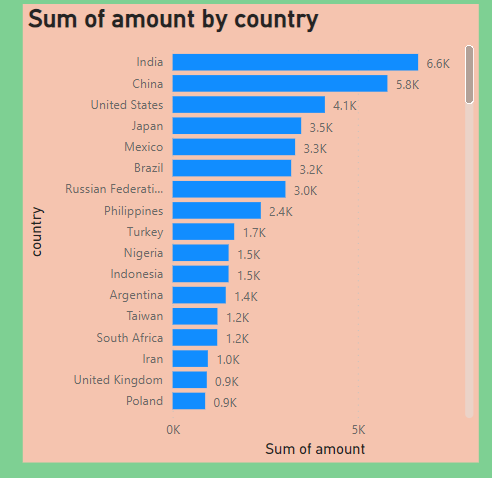 Sum of amount by country
India 6.6K
China 5.8K
United States 4.1K
Japan 3.5K
Mexico 3.3K
Brazil 3.2K
Russian Federati... 3.0K
Philippines 2.4K
Turkey 1.7K
Nigeria 1.5K
Indonesia 1.5K
Argentina 1.4K
Taiwan 1.2K
South Africa 1.2K
Iran 1.0K
United Kingdom 0.9K
Poland 0.9K
country
0K 5K
Sum of amount